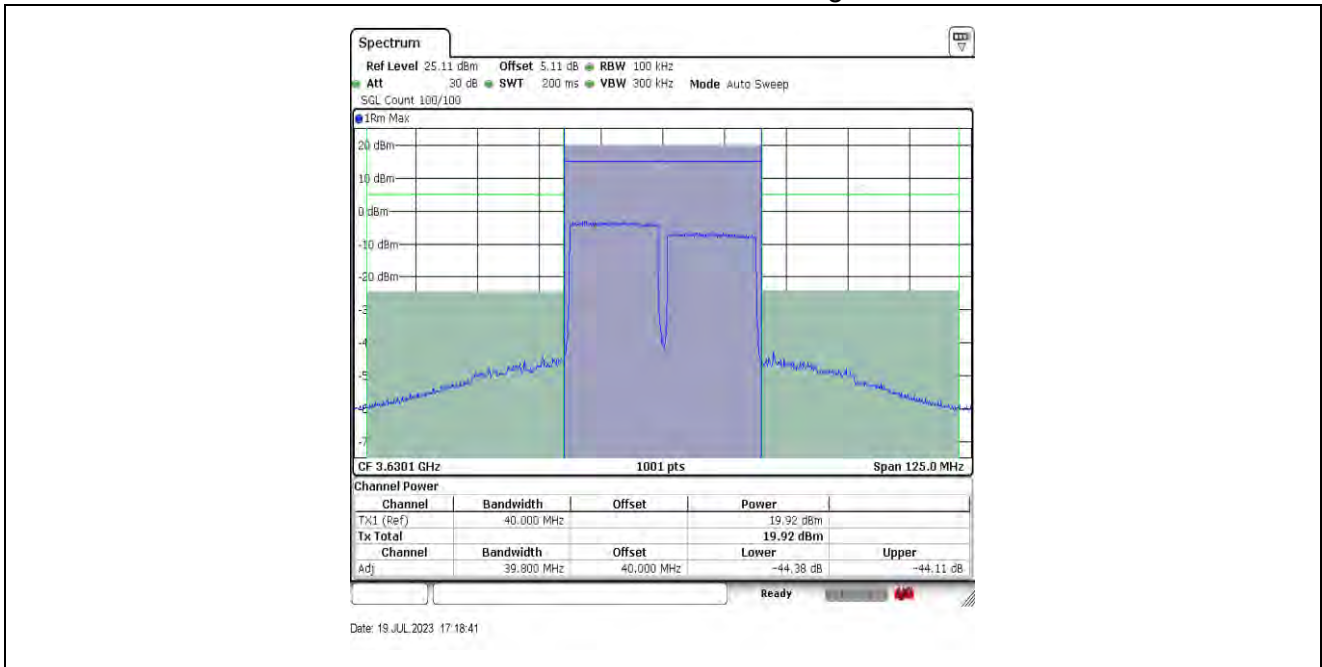 Spectrum
Ref Level 25.11 dBm Offset 5.11 dB RBW 100 kHz
Att 30 dB SWT 200 ms VBW 300 kHz Mode Auto Sweep
SGL Count 100/100
1Rm Max
20 dBm
10 dBm
0 dBm
-10 dBm
-20 dBm
-3
-4
-5
-7
CF 3.6301 GHz 1001 pts Span 125.0 MHz
Channel Power
Channel Bandwidth Offset Power
TX1 (Ref) 40.000 MHz 19.92 dBm
Tx Total 19.92 dBm
Channel Bandwidth Offset Lower Upper
Adj 39.800 MHz 40.000 MHz -44.38 dB -44.11 dB
Ready
Date: 19.JUL.2023 17:18:41